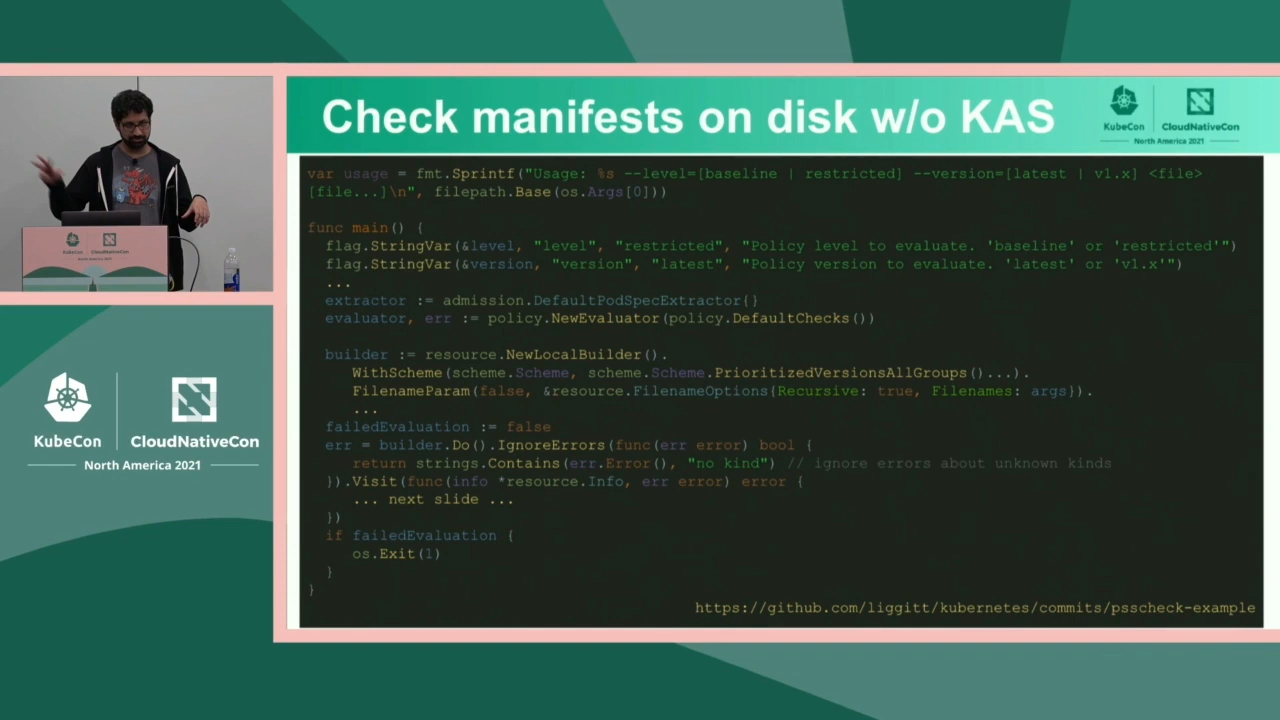 Check manifests on disk w/o KAS
KubeCon
CloudNativeCon
North America 2021
var usage = fmt.Sprintf("Usage: %s --level=[baseline | restricted] --version=[latest | v1.x] <file>
[file...]\n", filepath.Base(os.Args[0]))
func main() {
flag.StringVar(&level, "level", "restricted", "Policy level to evaluate. 'baseline' or 'restricted'")
flag.StringVar(&version, "version", "latest", "Policy version to evaluate. 'latest' or 'v1.x'")
...
extractor := admission.DefaultPodSpecExtractor{}
evaluator, err := policy.NewEvaluator(policy.DefaultChecks())
builder := resource.NewLocalBuilder().
WithScheme(scheme.Scheme, scheme.Scheme.PrioritizedVersionsAllGroups()...).
FilenameParam(false, &resource.FilenameOptions{Recursive: true, Filenames: args}).
...
failedEvaluation := false
err = builder.Do().IgnoreErrors(func(err error) bool {
return strings.Contains(err.Error(), "no kind") // ignore errors about unknown kinds
}).Visit(func(info *resource.Info, err error) error {
... next slide ...
})
if failedEvaluation {
os.Exit(1)
}
}
https://github.com/liggitt/kubernetes/commits/psscheck-example
KubeCon
CloudNativeCon
North America 2021
KubeCon
CloudNativeCon
North America 2021